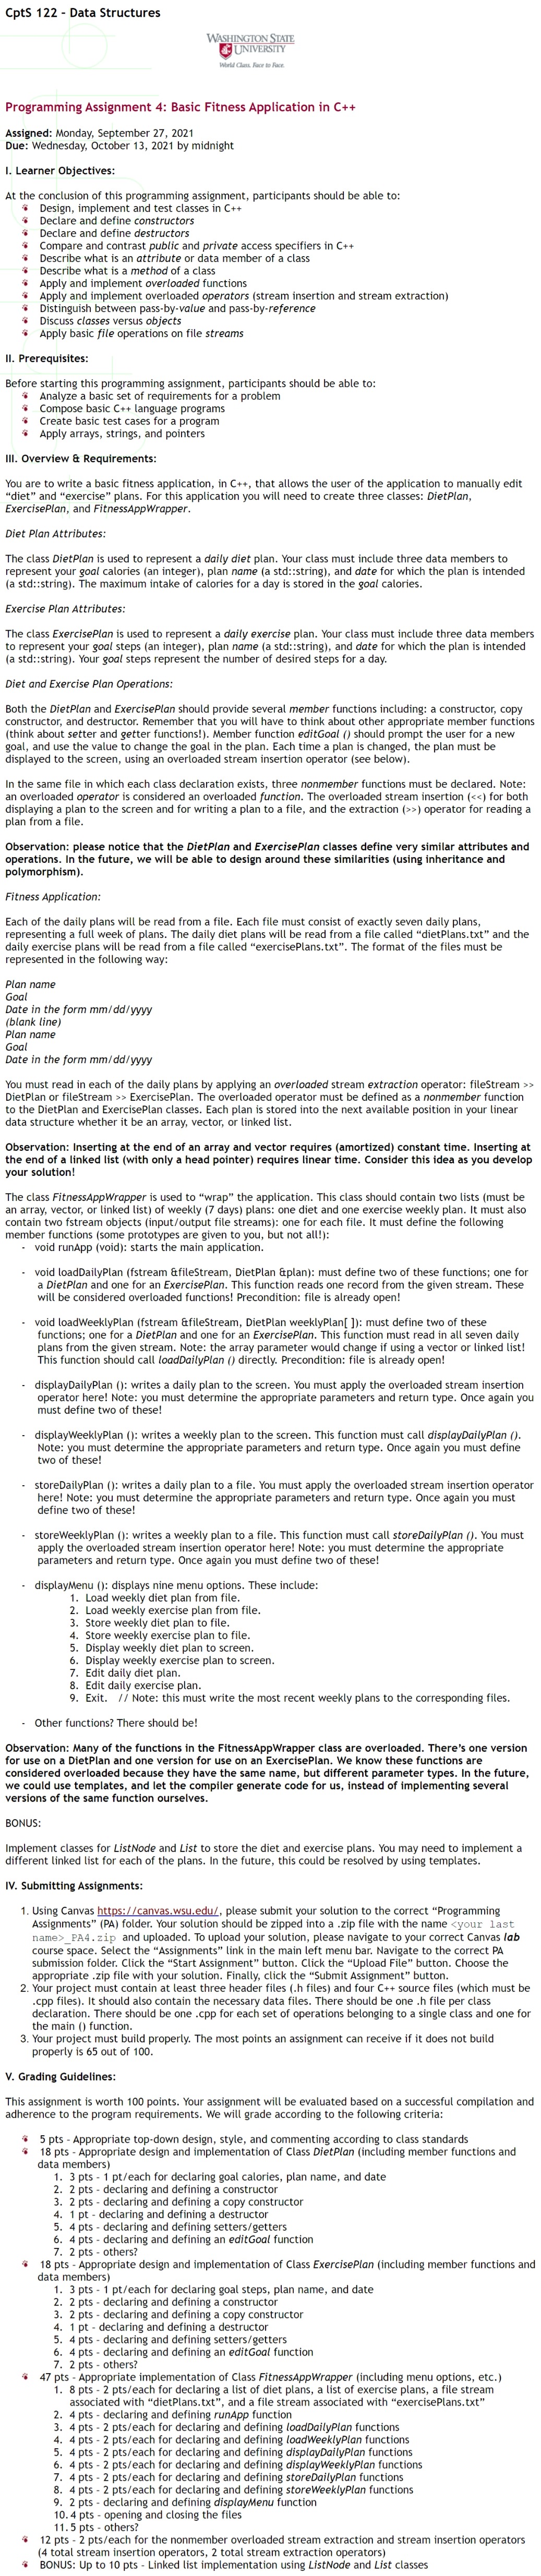 CptS 122 – Data Structures
WASHINGTON STATE
UNIVERSITY
World Class. Face to Face.
Programming Assignment 4: Basic Fitness Application in C++
Assigned: Monday, September 27, 2021
Due: Wednesday, October 13, 2021 by midnight
I. Learner Objectives:
At the conclusion of this programming assignment, participants should be able to:
Design, implement and test classes in C++
Declare and define constructors
Declare and define destructors
Compare and contrast public and private access specifiers in C++
Describe what is an attribute or data member of a class
Describe what is a method of a class
Apply and implement overloaded functions
Apply and implement overloaded operators (stream insertion and stream extraction)
Distinguish between pass-by-value and pass-by-reference
Discuss classes versus objects
Apply basic file operations on file streams
II. Prerequisites:
Before starting this programming assignment, participants should be able to:
Analyze a basic set of requirements for a problem
Compose basic C++ language programs
Create basic test cases for a program
Apply arrays, strings, and pointers
III. Overview & Requirements:
You are to write a basic fitness application, in C++, that allows the user of the application to manually edit
“diet” and “exercise” plans. For this application you will need to create three classes: DietPlan,
ExercisePlan, and FitnessAppWrapper.
Diet Plan Attributes:
The class DietPlan is used to represent a daily diet plan. Your class must include three data members to
represent your goal calories (an integer), plan name (a std::string), and date for which the plan is intended
(a std::string). The maximum intake of calories for a day is stored in the goal calories.
Exercise Plan Attributes:
The class ExercisePlan is used to represent a daily exercise plan. Your class must include three data members
to represent your goal steps (an integer), plan name (a std::string), and date for which the plan is intended
(a std::string). Your goal steps represent the number of desired steps for a day.
Diet and Exercise Plan Operations:
Both the DietPlan and ExercisePlan should provide several member functions including: a constructor, copy
constructor, and destructor. Remember that you will have to think about other appropriate member functions
(think about setter and getter functions!). Member function editGoal () should prompt the user for a new
goal, and use the value to change the goal in the plan. Each time a plan is changed, the plan must be
displayed to the screen, using an overloaded stream insertion operator (see below).
In the same file in which each class declaration exists, three nonmember functions must be declared. Note:
an overloaded operator is considered an overloaded function. The overloaded stream insertion (<<) for both
displaying a plan to the screen and for writing a plan to a file, and the extraction (>>) operator for reading a
plan from a file.
Observation: please notice that the DietPlan and ExercisePlan classes define very similar attributes and
operations. In the future, we will be able to design around these similarities (using inheritance and
polymorphism).
Fitness Application:
Each of the daily plans will be read from a file. Each file must consist of exactly seven daily plans,
representing a full week of plans. The daily diet plans will be read from a file called “dietPlans.txt” and the
daily exercise plans will be read from a file called “exercisePlans.txt”. The format of the files must be
represented in the following way:
Plan name
Goal
Date in the form mm/dd/yyyy
(blank line)
Plan name
Goal
Date in the form mm/dd/yyyy
You must read in each of the daily plans by applying an overloaded stream extraction operator: fileStream >>
DietPlan or fileStream >> ExercisePlan. The overloaded operator must be defined as a nonmember function
to the DietPlan and ExercisePlan classes. Each plan is stored into the next available position in your linear
data structure whether it be an array, vector, or linked list.
Observation: Inserting at the end of an array and vector requires (amortized) constant time. Inserting at
the end of a linked list (with only a head pointer) requires linear time. Consider this idea as you develop
your solution!
The class FitnessAppWrapper is used to “wrap” the application. This class should contain two lists (must be
an array, vector, or linked list) of weekly (7 days) plans: one diet and one exercise weekly plan. It must also
contain two fstream objects (input/output file streams): one for each file. It must define the following
member functions (some prototypes are given to you, but not all!):
- void runApp (void): starts the main application.
- void loadDailyPlan (fstream &fileStream, DietPlan &plan): must define two of these functions; one for
a DietPlan and one for an ExercisePlan. This function reads one record from the given stream. These
will be considered overloaded functions! Precondition: file is already open!
- void loadWeeklyPlan (fstream &fileStream, DietPlan weeklyPlan[ ]): must define two of these
functions; one for a DietPlan and one for an ExercisePlan. This function must read in all seven daily
plans from the given stream. Note: the array parameter would change if using a vector or linked list!
This function should call loadDailyPlan () directly. Precondition: file is already open!
- displayDailyPlan (): writes a daily plan to the screen. You must apply the overloaded stream insertion
operator here! Note: you must determine the appropriate parameters and return type. Once again you
must define two of these!
- displayWeeklyPlan (): writes a weekly plan to the screen. This function must call displayDailyPlan ().
Note: you must determine the appropriate parameters and return type. Once again you must define
two of these!
- storeDailyPlan (): writes a daily plan to a file. You must apply the overloaded stream insertion operator
here! Note: you must determine the appropriate parameters and return type. Once again you must
define two of these!
- storeWeeklyPlan (): writes a weekly plan to a file. This function must call storeDailyPlan (). You must
apply the overloaded stream insertion operator here! Note: you must determine the appropriate
parameters and return type. Once again you must define two of these!
- displayMenu (): displays nine menu options. These include:
1. Load weekly diet plan from file.
2. Load weekly exercise plan from file.
3. Store weekly diet plan to file.
4. Store weekly exercise plan to file.
5. Display weekly diet plan to screen.
6. Display weekly exercise plan to screen.
7. Edit daily diet plan.
8. Edit daily exercise plan.
9. Exit. // Note: this must write the most recent weekly plans to the corresponding files.
- Other functions? There should be!
Observation: Many of the functions in the FitnessAppWrapper class are overloaded. There’s one version
for use on a DietPlan and one version for use on an ExercisePlan. We know these functions are
considered overloaded because they have the same name, but different parameter types. In the future,
we could use templates, and let the compiler generate code for us, instead of implementing several
versions of the same function ourselves.
BONUS:
Implement classes for ListNode and List to store the diet and exercise plans. You may need to implement a
different linked list for each of the plans. In the future, this could be resolved by using templates.
IV. Submitting Assignments:
1. Using Canvas https://canvas.wsu.edu/, please submit your solution to the correct “Programming
Assignments” (PA) folder. Your solution should be zipped into a .zip file with the name <your last
name>_PA4.zip and uploaded. To upload your solution, please navigate to your correct Canvas lab
course space. Select the “Assignments” link in the main left menu bar. Navigate to the correct PA
submission folder. Click the “Start Assignment” button. Click the “Upload File” button. Choose the
appropriate .zip file with your solution. Finally, click the “Submit Assignment” button.
2. Your project must contain at least three header files (.h files) and four C++ source files (which must be
.cpp files). It should also contain the necessary data files. There should be one .h file per class
declaration. There should be one .cpp for each set of operations belonging to a single class and one for
the main () function.
3. Your project must build properly. The most points an assignment can receive if it does not build
properly is 65 out of 100.
V. Grading Guidelines:
This assignment is worth 100 points. Your assignment will be evaluated based on a successful compilation and
adherence to the program requirements. We will grade according to the following criteria:
5 pts - Appropriate top-down design, style, and commenting according to class standards
18 pts - Appropriate design and implementation of Class DietPlan (including member functions and
data members)
1. 3 pts - 1 pt/each for declaring goal calories, plan name, and date
2. 2 pts - declaring and defining a constructor
3. 2 pts - declaring and defining a copy constructor
4. 1 pt - declaring and defining a destructor
5. 4 pts - declaring and defining setters/getters
6. 4 pts - declaring and defining an editGoal function
7. 2 pts - others?
18 pts - Appropriate design and implementation of Class ExercisePlan (including member functions and
data members)
1. 3 pts - 1 pt/each for declaring goal steps, plan name, and date
2. 2 pts - declaring and defining a constructor
3. 2 pts - declaring and defining a copy constructor
4. 1 pt - declaring and defining a destructor
5. 4 pts - declaring and defining setters/getters
6. 4 pts - declaring and defining an editGoal function
7. 2 pts - others?
47 pts - Appropriate implementation of Class FitnessAppWrapper (including menu options, etc.)
1. 8 pts - 2 pts/each for declaring a list of diet plans, a list of exercise plans, a file stream
associated with “dietPlans.txt”, and a file stream associated with “exercisePlans.txt”
2. 4 pts - declaring and defining runApp function
3. 4 pts - 2 pts/each for declaring and defining loadDailyPlan functions
4. 4 pts - 2 pts/each for declaring and defining loadWeeklyPlan functions
5. 4 pts - 2 pts/each for declaring and defining displayDailyPlan functions
6. 4 pts - 2 pts/each for declaring and defining displayWeeklyPlan functions
7. 4 pts - 2 pts/each for declaring and defining storeDailyPlan functions
8. 4 pts - 2 pts/each for declaring and defining storeWeeklyPlan functions
9. 2 pts - declaring and defining displayMenu function
10. 4 pts - opening and closing the files
11. 5 pts - others?
12 pts - 2 pts/each for the nonmember overloaded stream extraction and stream insertion operators
(4 total stream insertion operators, 2 total stream extraction operators)
BONUS: Up to 10 pts - Linked list implementation using ListNode and List classes